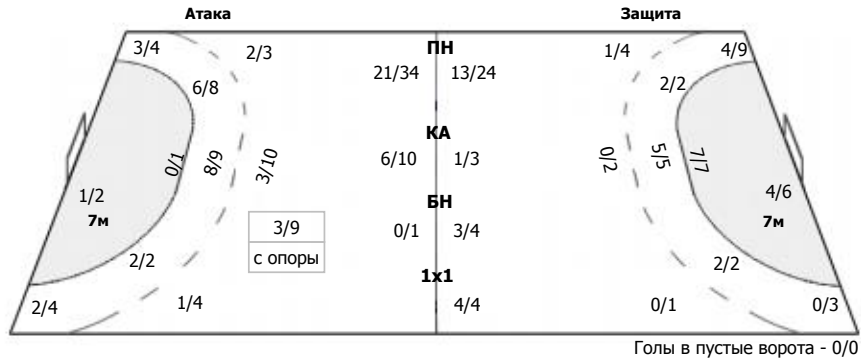 Атака Защита
3/4 2/3 ПН 1/4 4/9
6/8 21/34 13/24 2/2
КА
0/1 8/9 3/10 6/10 1/3 0/2 5/5 7/7
1/2 БН 4/6
7м 3/9 0/1 3/4 7м
2/2 с опоры 2/2
1x1
2/4 1/4 4/4 0/1 0/3
Голы в пустые ворота - 0/0